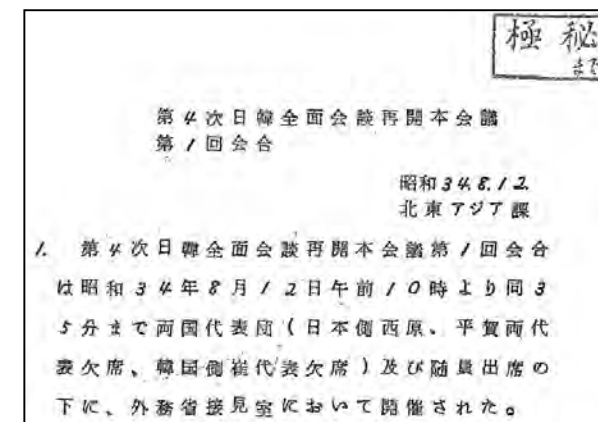 極秘
まで
第4次日韓全面会談再開本会議
第1回会合
昭和34.8.12.
北東アジア課
1. 第4次日韓全面会談再開本会議第1回会合
は昭和34年8月12日午前10時より同3
5分まで両国代表団(日本側西原、平賀両代
表欠席、韓国側崔代表欠席)及び随員出席の
下に、外務省接見室において開催された。